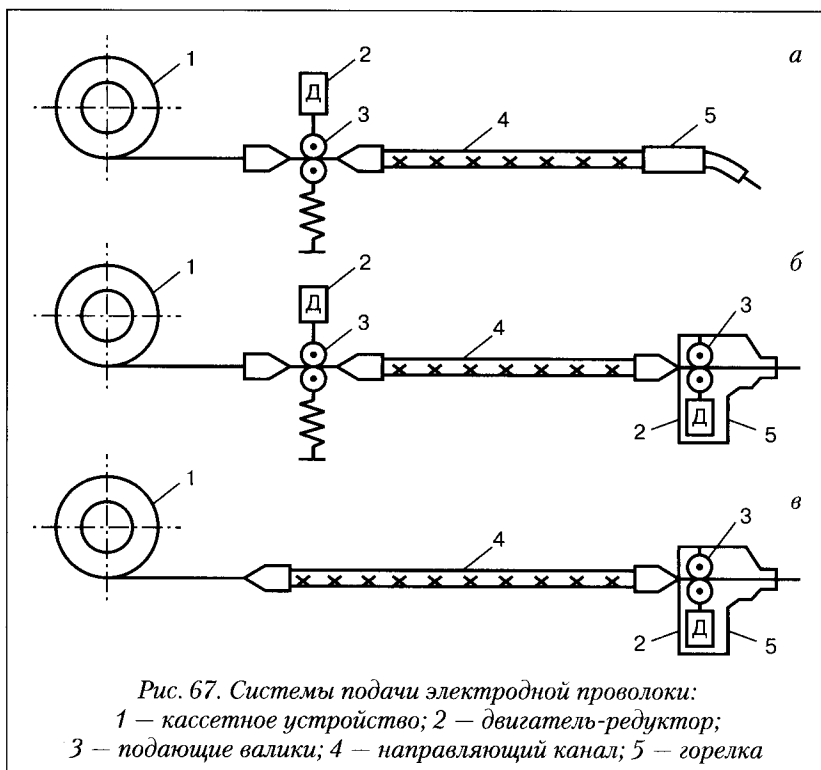 1
2
Д
3
4
5
а
1
2
Д
3
4
3
Д
2
5
б
1
4
3
Д
2
5
в
Рис. 67. Системы подачи электродной проволоки:
1 — кассетное устройство; 2 — двигатель-редуктор;
3 — подающие валики; 4 — направляющий канал; 5 — горелка